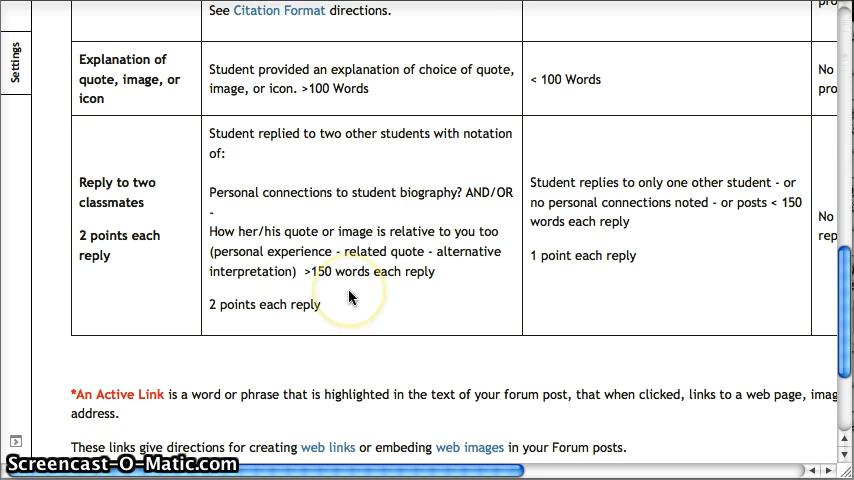 See Citation Format directions.
Settings
Explanation of
quote, image, or
icon
Student provided an explanation of choice of quote,
image, or icon. >100 Words
< 100 Words
No
pro
Reply to two
classmates
2 points each
reply
Student replied to two other students with notation
of:
Personal connections to student biography? AND/OR
-
How her/his quote or image is relative to you too
(personal experience - related quote - alternative
interpretation) >150 words each reply
2 points each reply
Student replies to only one other student - or
no personal connections noted - or posts < 150
words each reply
1 point each reply
No
rep
*An Active Link is a word or phrase that is highlighted in the text of your forum post, that when clicked, links to a web page, imag
address.
These links give directions for creating web links or embeding web images in your Forum posts.
Screencast-O-Matic.com